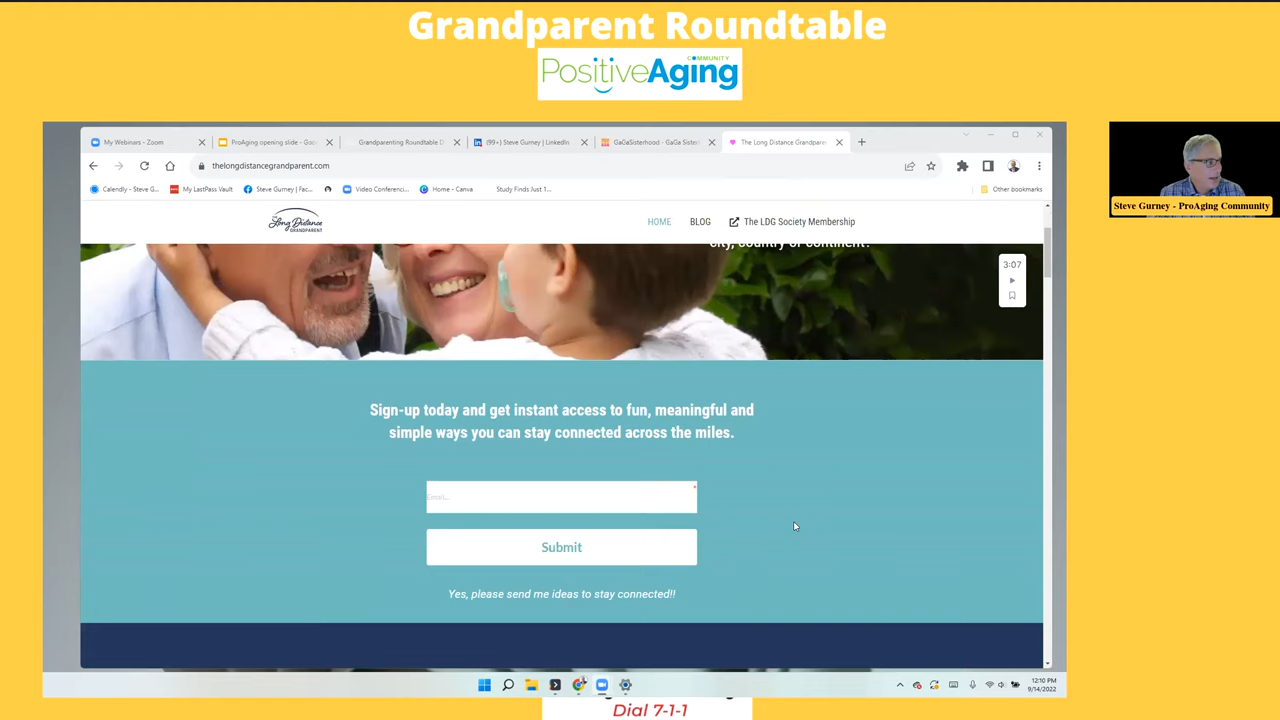 Grandparent Roundtable
COMMUNITY
PositiveAging
My Webinars - Zoom
ProAging opening slide - Goo
Grandparenting Roundtable D
(99+) Steve Gurney | LinkedIn
GaGaSisterhood - GaGa Sister
The Long Distance Grandparen
thelongdistancegrandparent.com
Calendly - Steve G...
My LastPass Vault
Steve Gurney | Fac...
Video Conferenci...
Home - Canva
Study Finds Just 1...
Other bookmarks
Long Distance
GRANDPARENT
HOME
BLOG
The LDG Society Membership
city, country or continent?
3:07
Steve Gurney - ProAging Community
Sign-up today and get instant access to fun, meaningful and
simple ways you can stay connected across the miles.
Email...
*
Submit
Yes, please send me ideas to stay connected!!
12:10 PM
9/14/2022
Dial 7-1-1